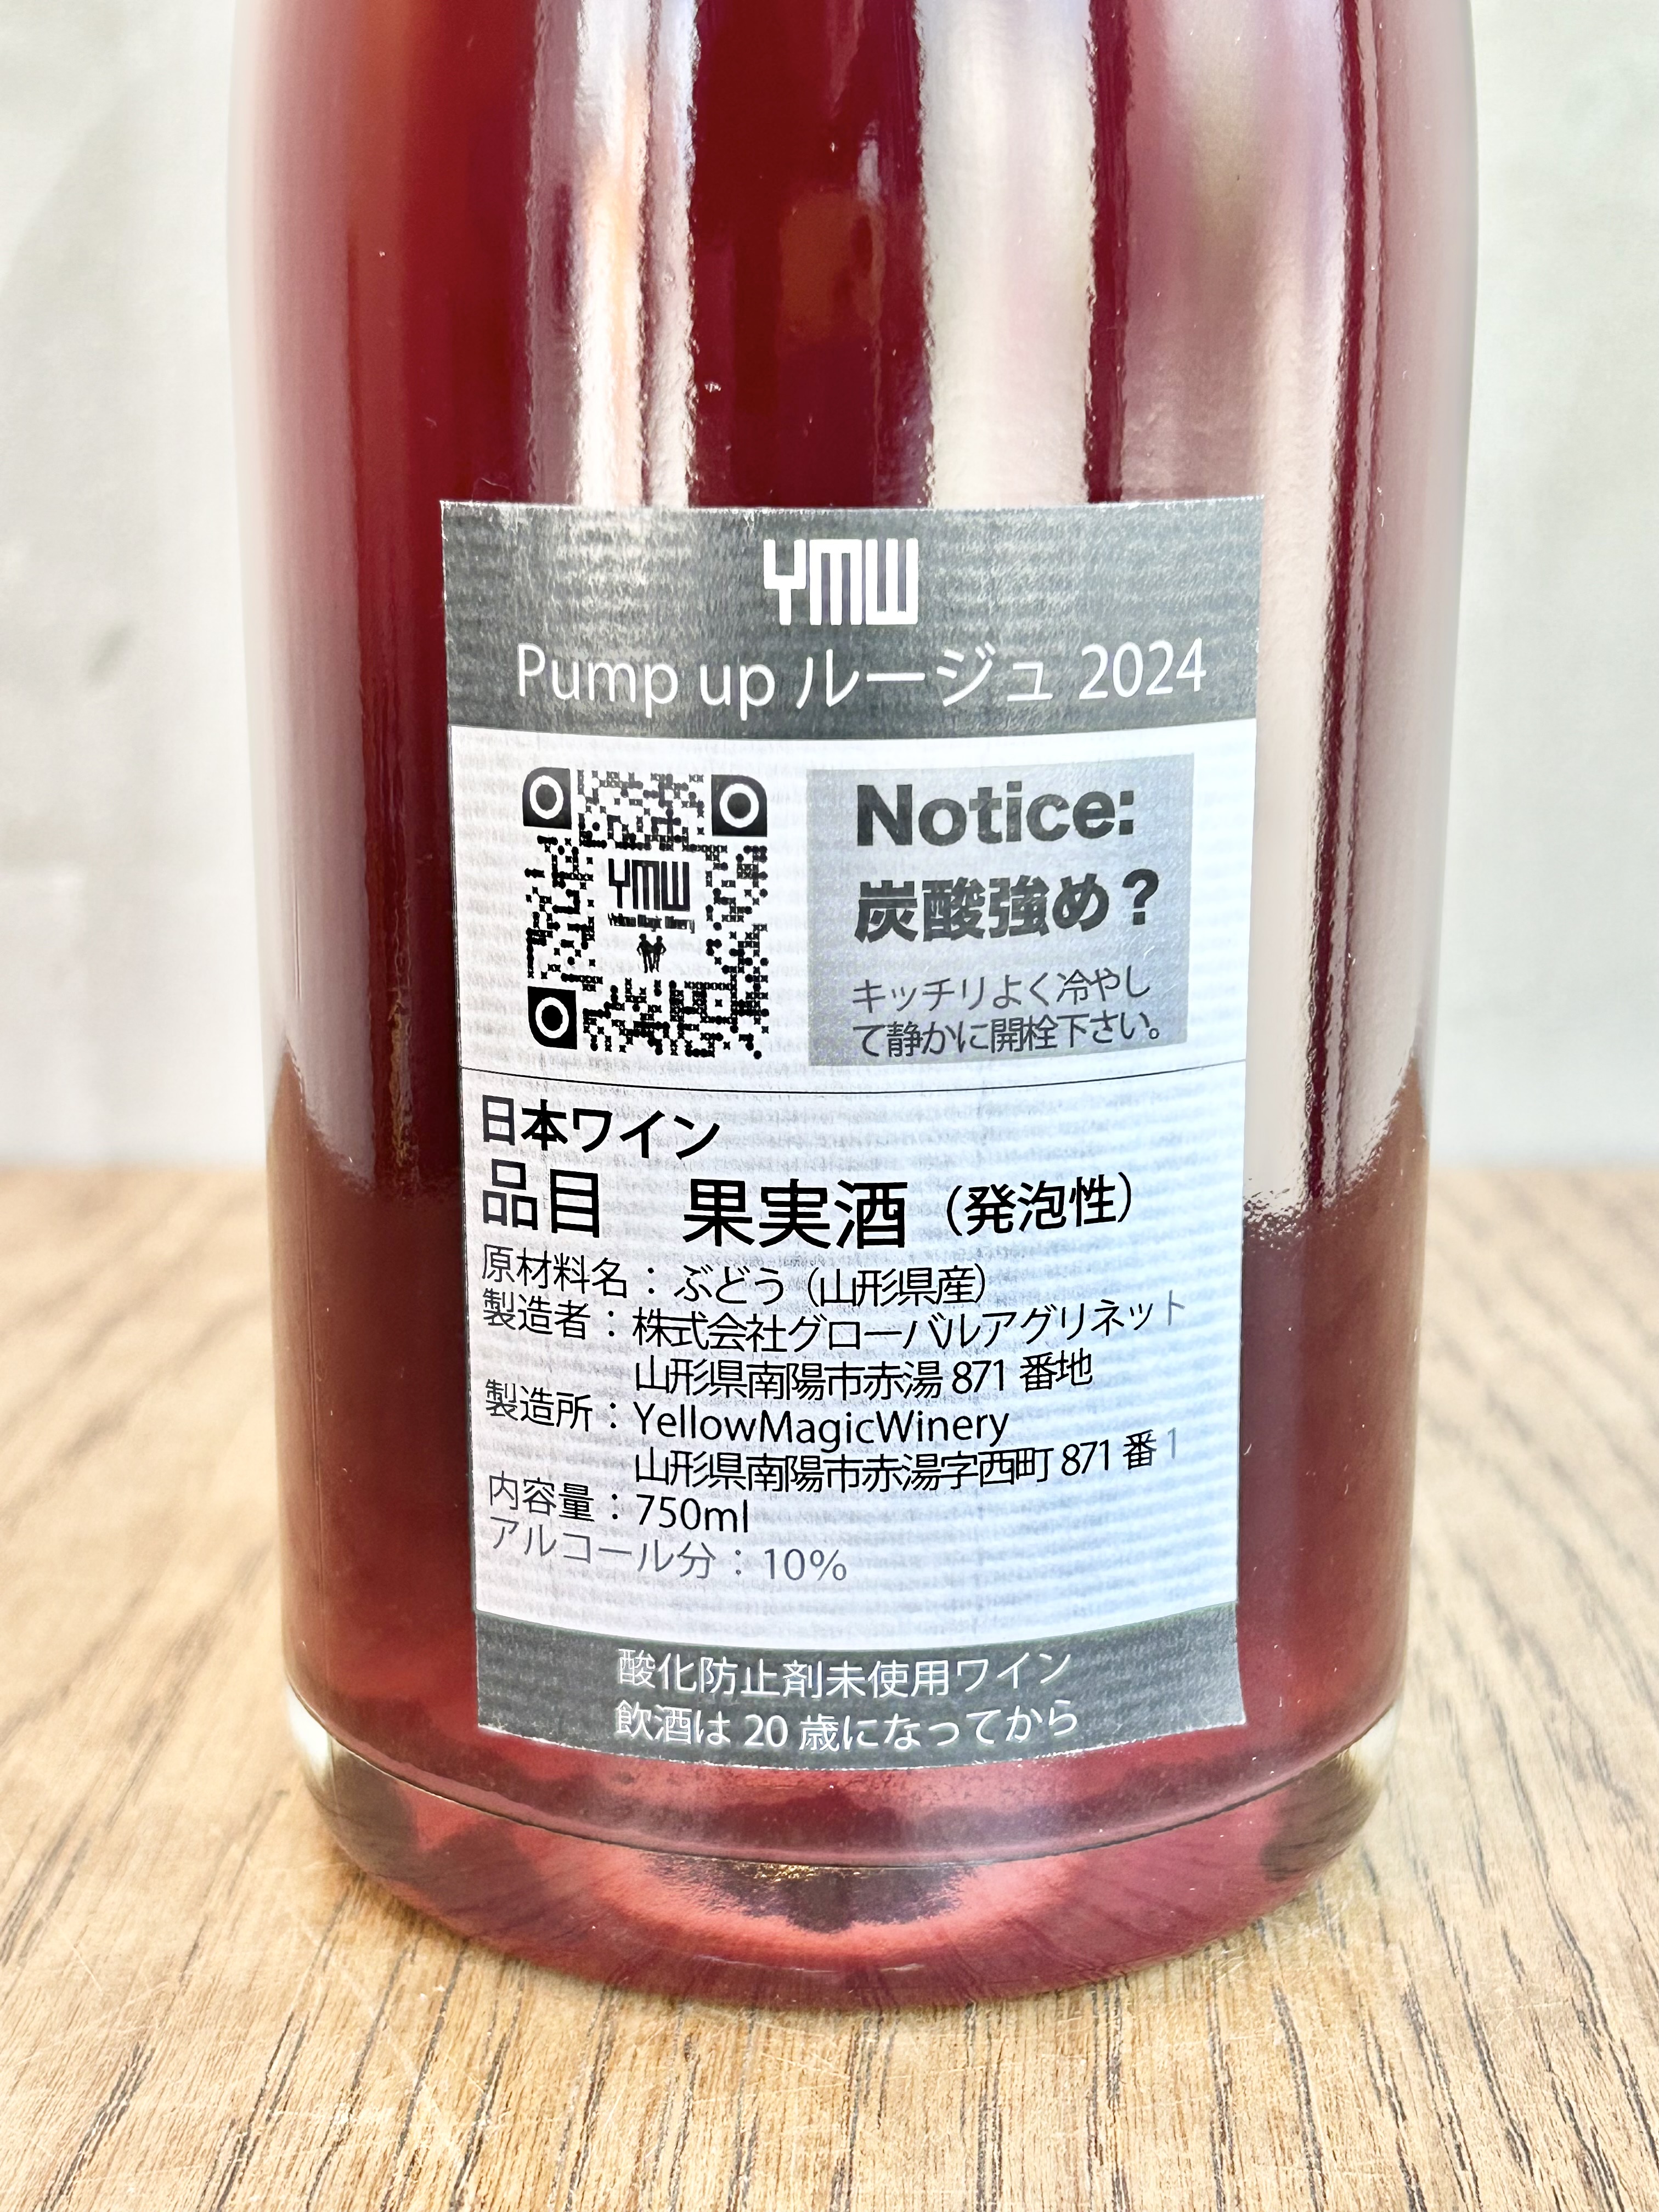 YMW
Pump up ルージュ 2024
YMW
Yellow Magic Winery
Notice:
炭酸強め？
キッチリよく冷やし
て静かに開栓下さい。
日本ワイン
品目　果実酒（発泡性）
原材料名：ぶどう（山形県産）
製造者：株式会社グローバルアグリネット
山形県南陽市赤湯 871 番地
製造所：YellowMagicWinery
山形県南陽市赤湯字西町 871 番 1
内容量：750ml
アルコール分：10%
酸化防止剤未使用ワイン
飲酒は 20 歳になってから